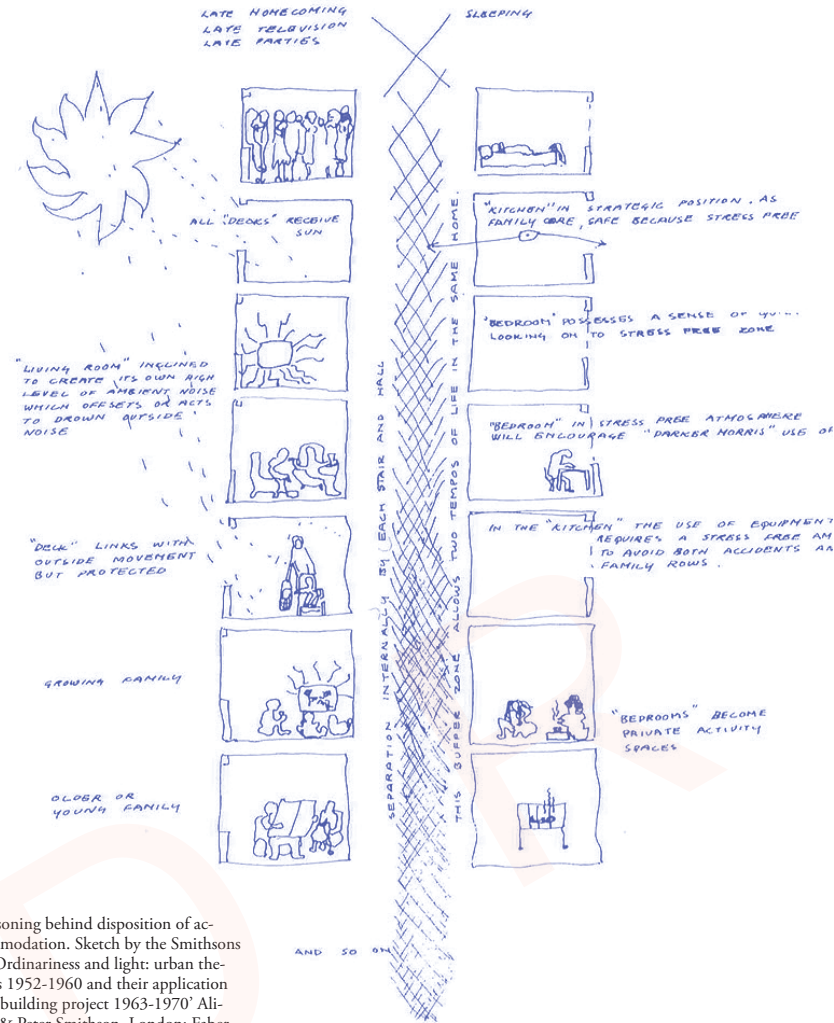 LATE HOMECOMING
LATE TELEVISION
LATE PARTIES
SLEEPING
ALL "DECKS" RECEIVE
SUN
"KITCHEN" IN STRATEGIC POSITION. AS
FAMILY CORE, SAFE BECAUSE STRESS FREE
"BEDROOM" POSSESSES A SENSE OF
LOOKING ON TO STRESS FREE ZONE
"LIVING ROOM" INCLINED
TO CREATE ITS OWN HIGH
LEVEL OF AMBIENT NOISE
WHICH OFFSETS OR ACTS
TO DROWN OUTSIDE
NOISE
"BEDROOM" IN STRESS FREE ATMOSPHERE
WILL ENCOURAGE "PARKER MORRIS" USE OF
"DECK" LINKS WITH
OUTSIDE MOVEMENT
BUT PROTECTED
IN THE "KITCHEN" THE USE OF EQUIPMENT
REQUIRES A STRESS FREE AM
TO AVOID BOTH ACCIDENTS AN
FAMILY ROWS.
GROWING FAMILY
"BEDROOMS" BECOME
PRIVATE ACTIVITY
SPACES
OLDER OR
YOUNG FAMILY
SEPARATION INTERNALLY BY EACH STAIR AND HALL
THIS BUFFER ZONE ALLOWS TWO TEMPOS OF LIFE IN THE SAME HOME.
AND SO ON
soning behind disposition of ac-
modation. Sketch by the Smithsons
Ordinariness and light: urban the-
s 1952-1960 and their application
building project 1963-1970' Ali-
& Peter Smithson, London: Faber